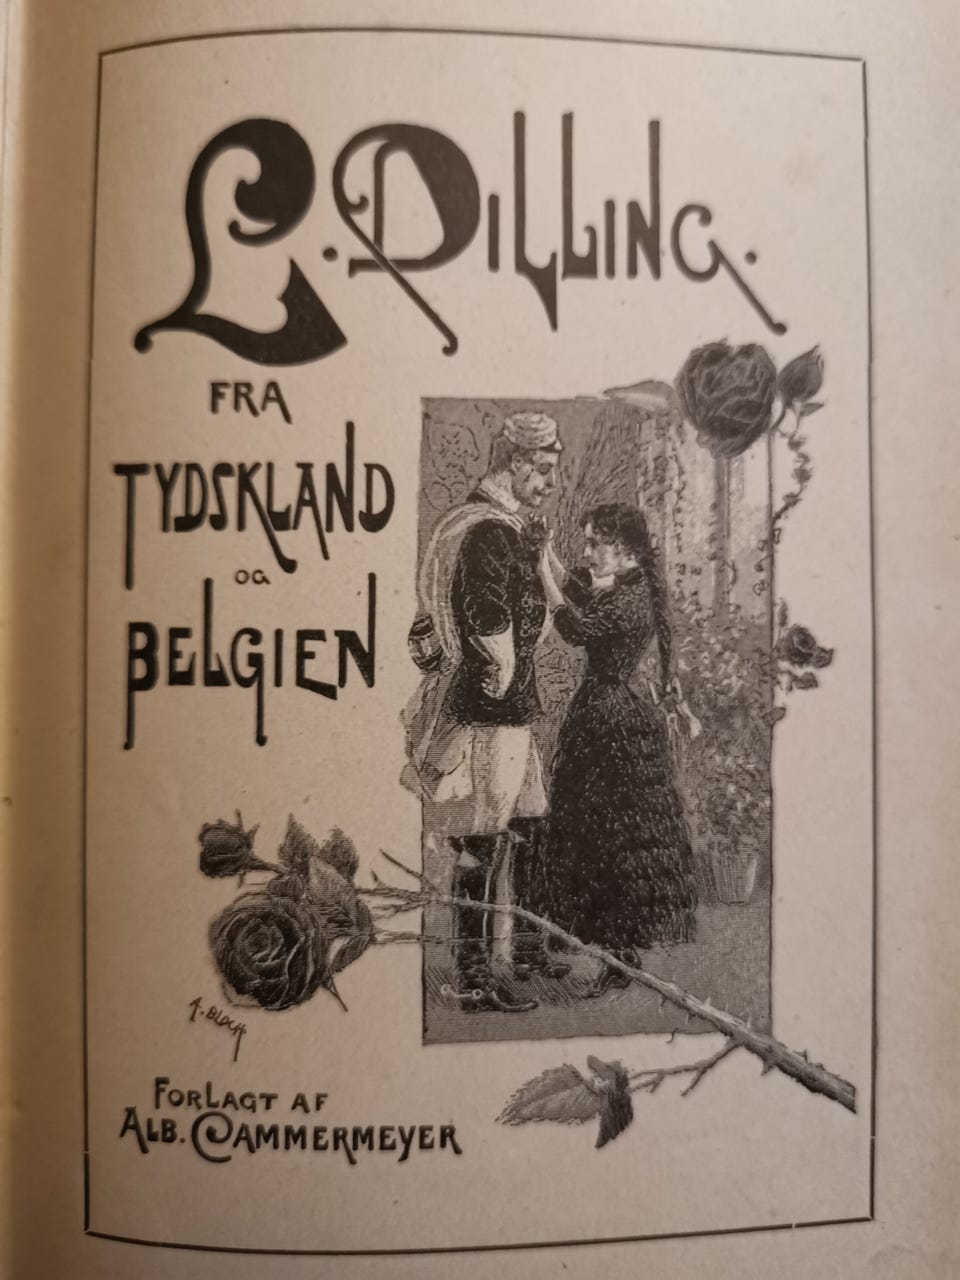 L. DILLING.
FRA
TYDSKLAND
OG
BELGIEN
A. BLOCH
FORLAGT AF
ALB. CAMMERMEYER